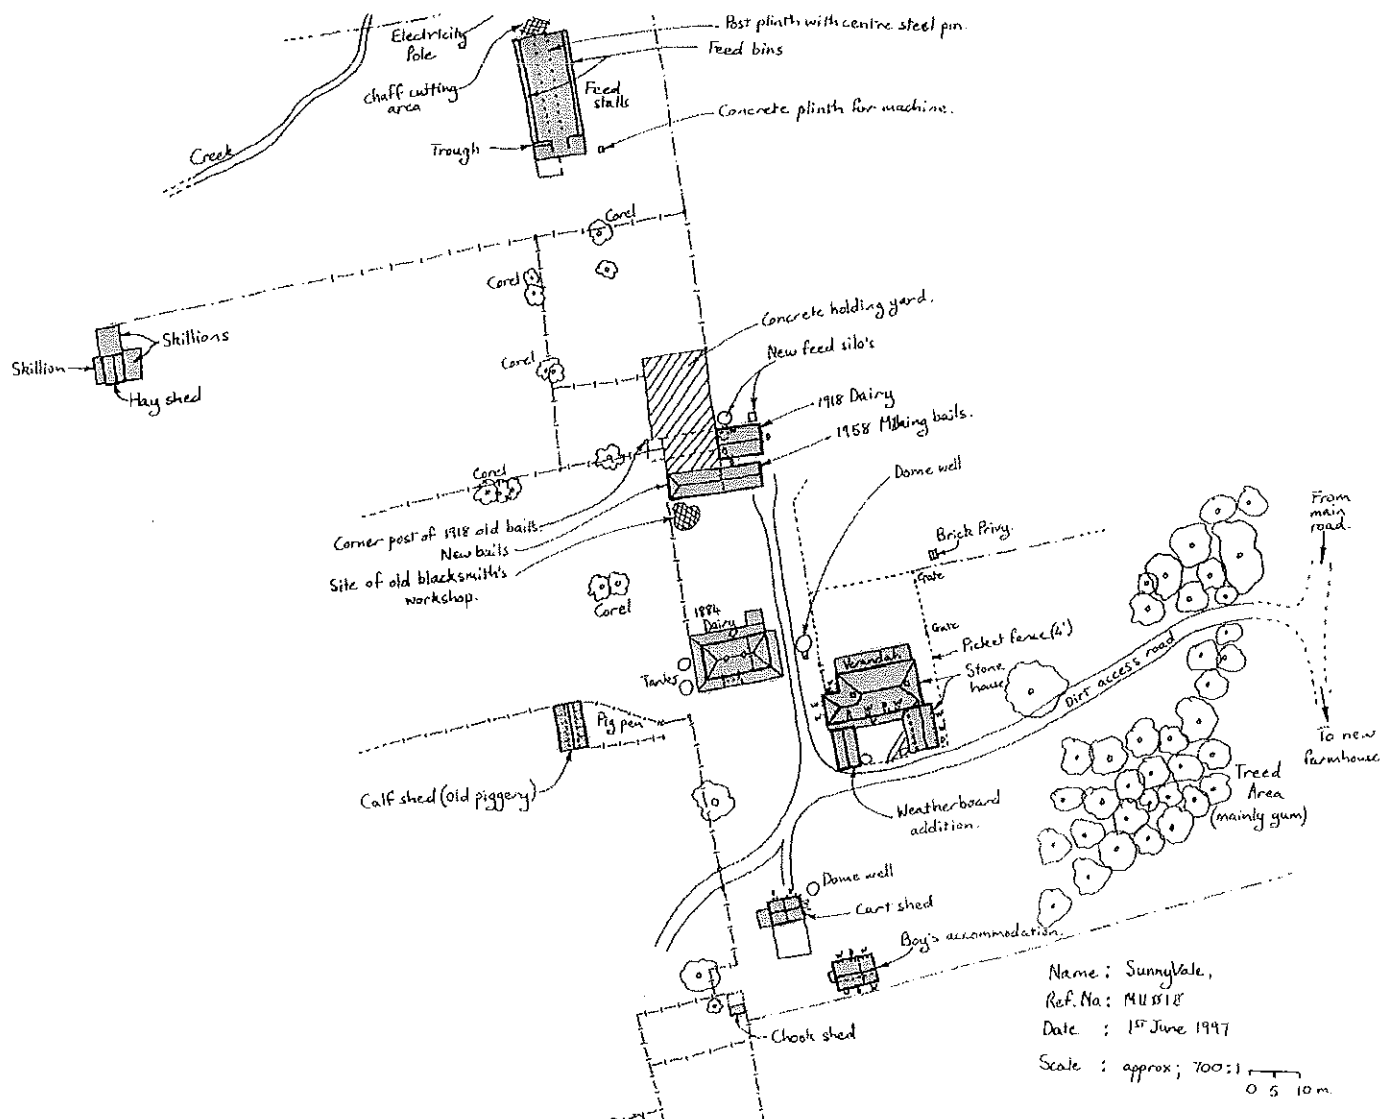 Electricity
Pole
Post plinth with centre steel pin.
Feed bins
Chaff cutting
area
Feed
stalls
Concrete plinth for machine.
Trough
Creek
Corel
Corel
Concrete holding yard.
New feed silo's
Skillions
Skillion
Hay shed
Corel
1918 Dairy
1958 Milking bails.
Dome well
Corel
From
main
road.
Corner post of 1918 old bails.
New bails
Site of old blacksmith's
workshop.
Brick Privy.
Gate
Corel
1884
Dairy
Gate
Picket fence (4')
Verandah
Stone
house
Tanks
Dirt access road
Pig pen
To new
farmhouse
Calf shed (Old piggery)
Treed
Area
(mainly gum)
Weatherboard
addition.
Dome well
Cart shed
Boy's accommodation.
Chook shed
Name : SunnyVale,
Ref. No :
Date : 1st June 1997
Scale : approx; 700:1
0 5 10 m.